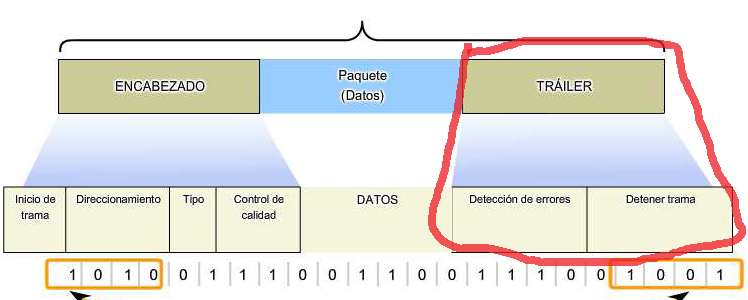 ENCABEZADO
Paquete
(Datos)
TRÁILER
Inicio de
trama
Direccionamiento
Tipo
Control de
calidad
DATOS
Detección de errores
Detener trama
1 0 1 0 0 1 1 1 0 0 1 1 0 0 1 1 1 1 0 0 1 0 0 1